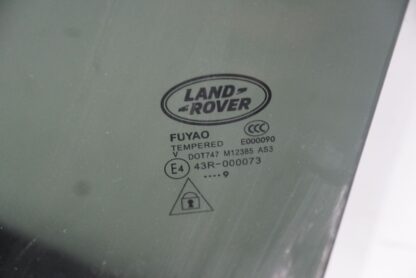 LAND
ROVER
FUYAO CCC
TEMPERED E000090
V DOT747 M12385 AS3
E4 43R-000073
....9